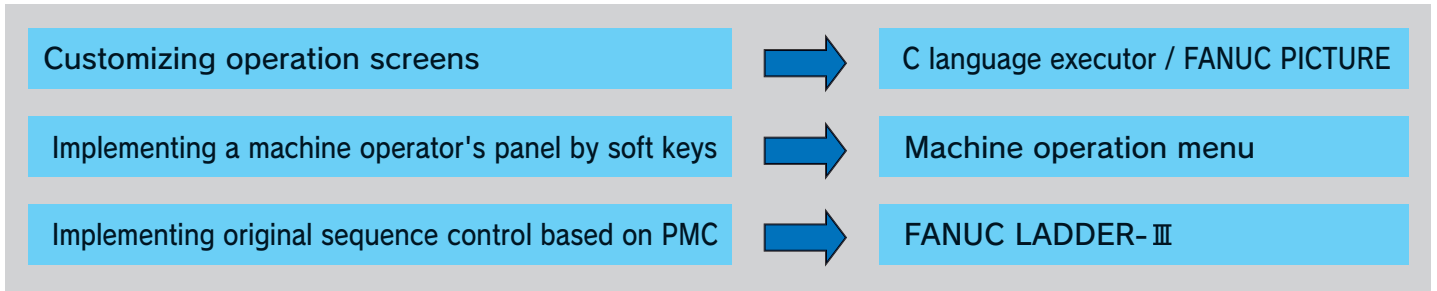 Customizing operation screens
C language executor / FANUC PICTURE
Implementing a machine operator's panel by soft keys
Machine operation menu
Implementing original sequence control based on PMC
FANUC LADDER-Ⅲ